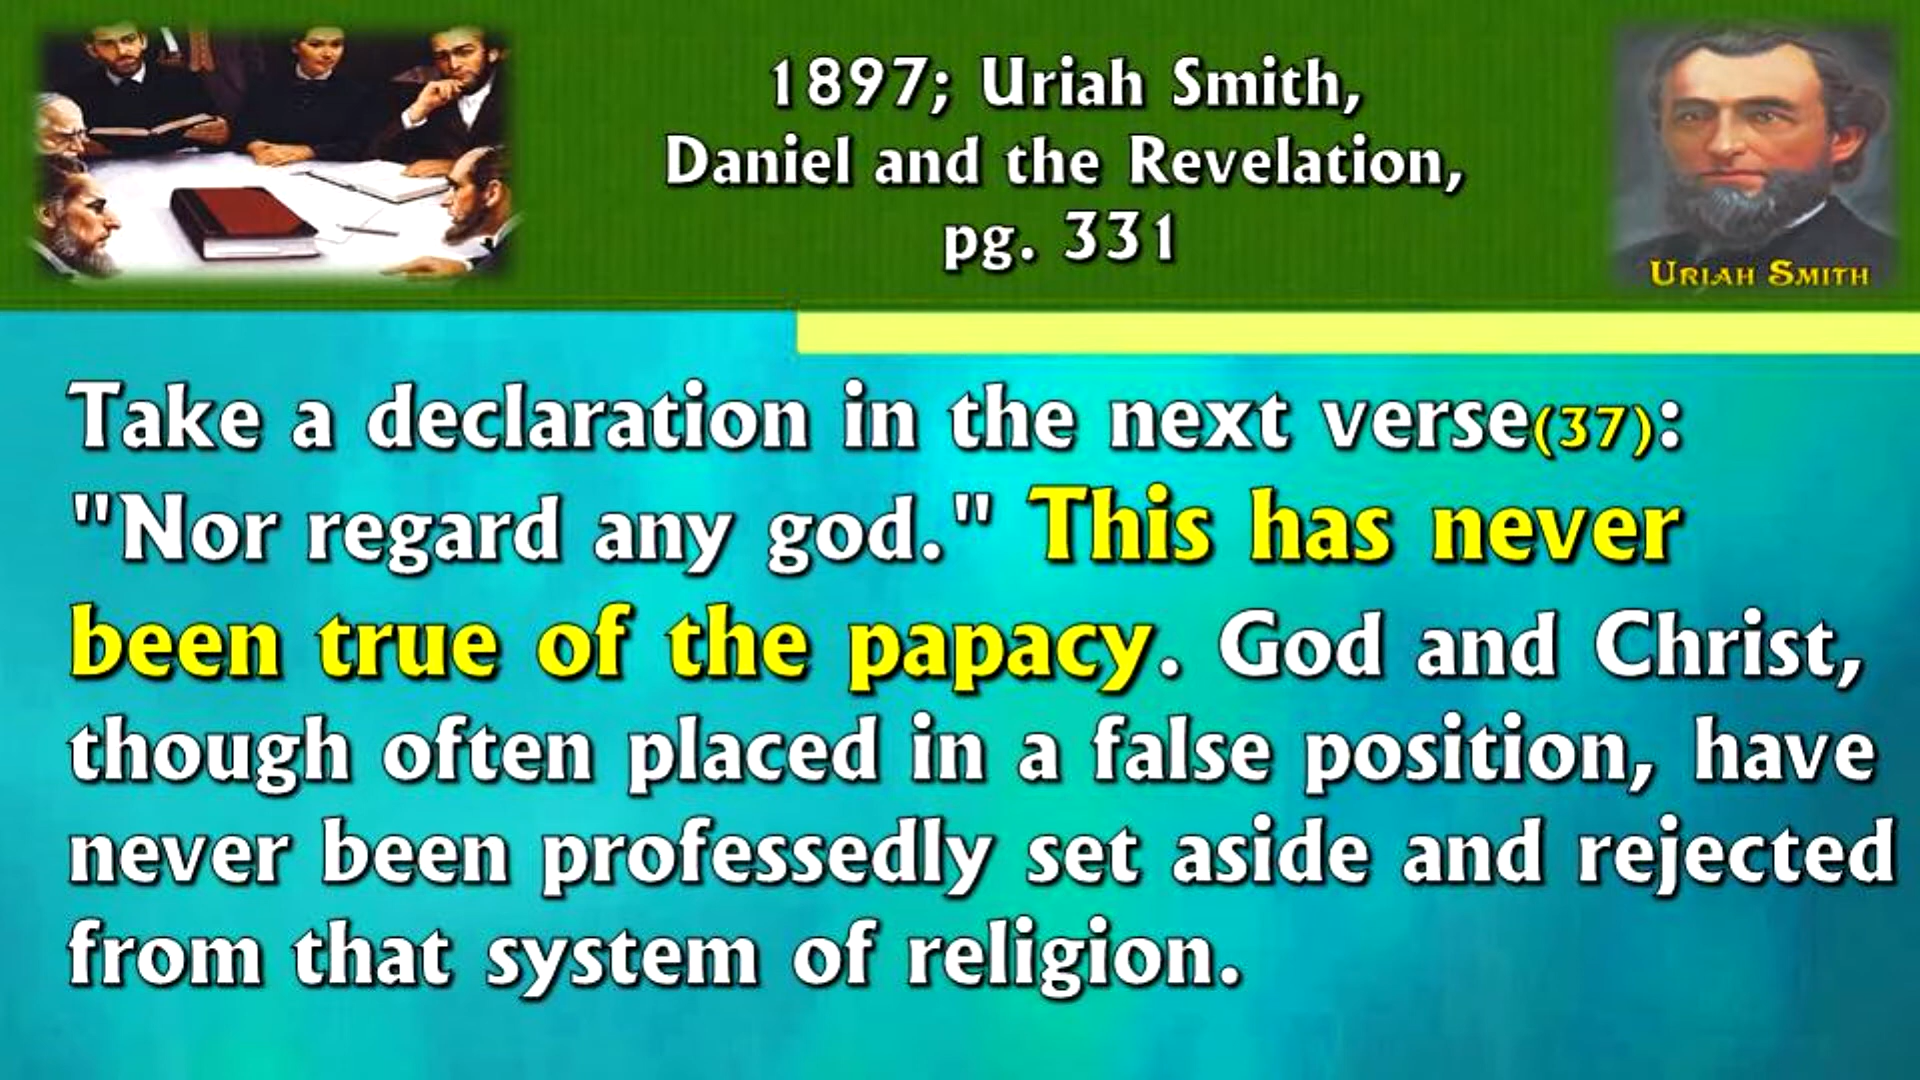 1897; Uriah Smith,
Daniel and the Revelation,
pg. 331
URIAH SMITH
Take a declaration in the next verse(37):
"Nor regard any god." This has never
been true of the papacy. God and Christ,
though often placed in a false position, have
never been professedly set aside and rejected
from that system of religion.